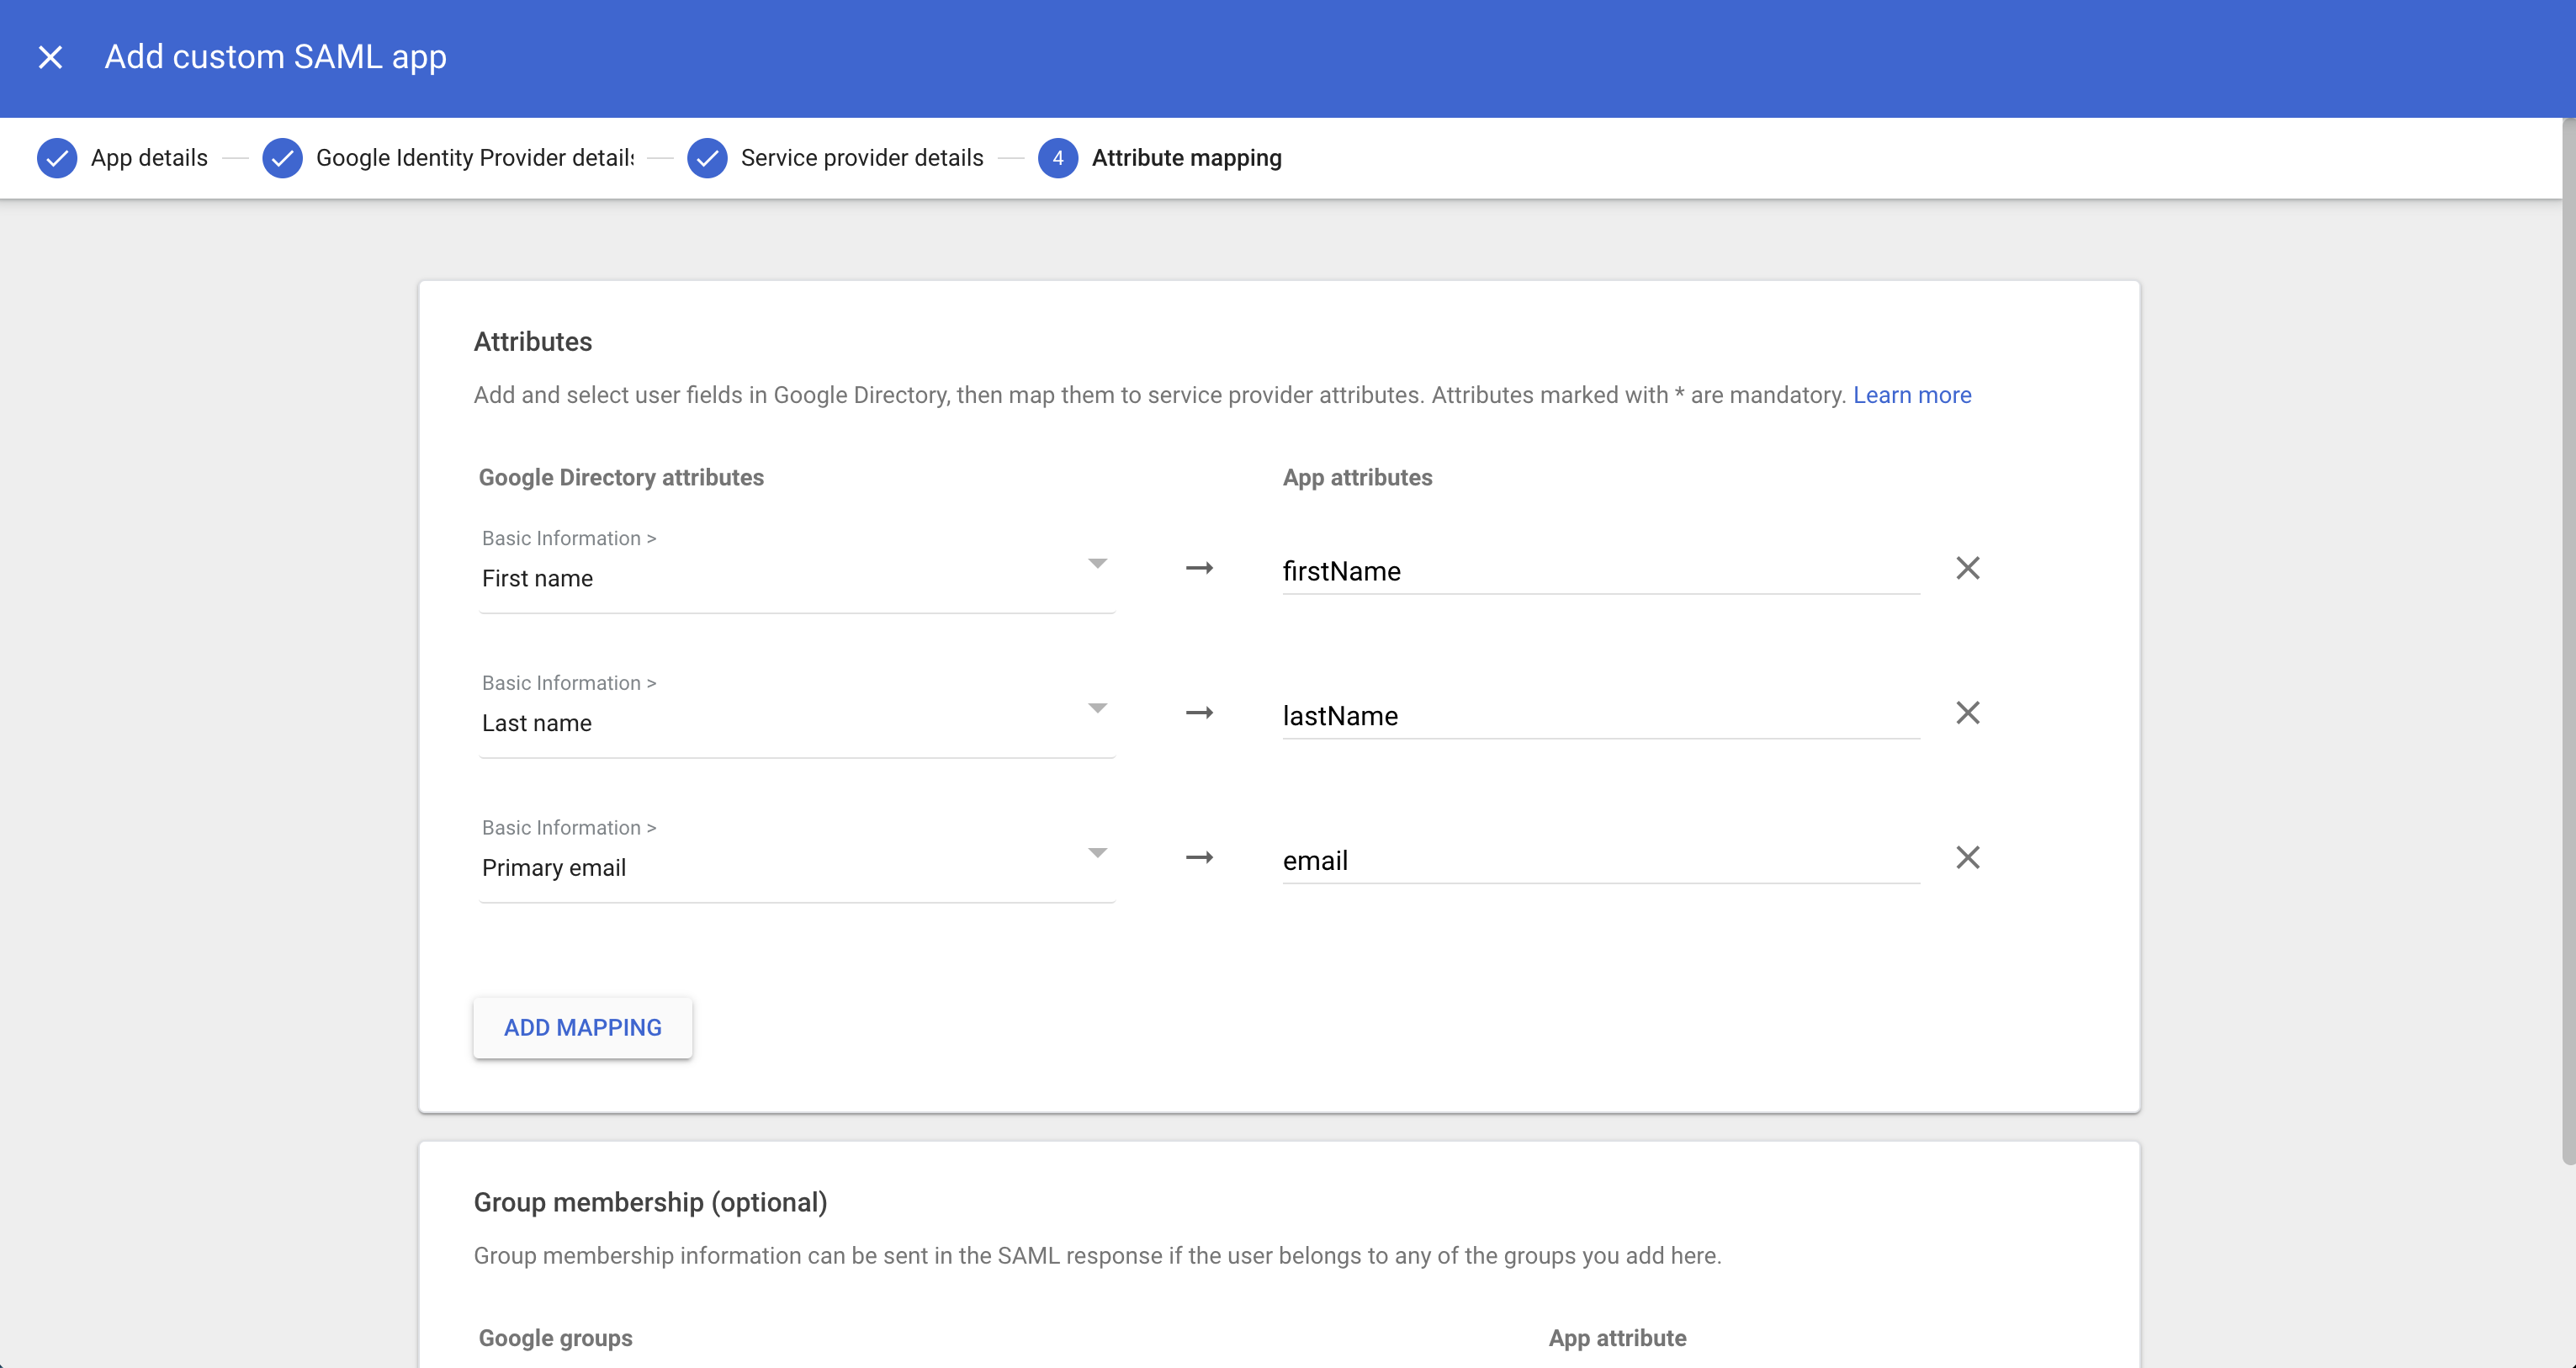 Add custom SAML app
App details
Google Identity Provider details
Service provider details
4
Attribute mapping
Attributes
Add and select user fields in Google Directory, then map them to service provider attributes. Attributes marked with * are mandatory. Learn more
Google Directory attributes
App attributes
Basic Information >
First name
firstName
Basic Information >
Last name
lastName
Basic Information >
Primary email
email
ADD MAPPING
Group membership (optional)
Group membership information can be sent in the SAML response if the user belongs to any of the groups you add here.
Google groups
App attribute